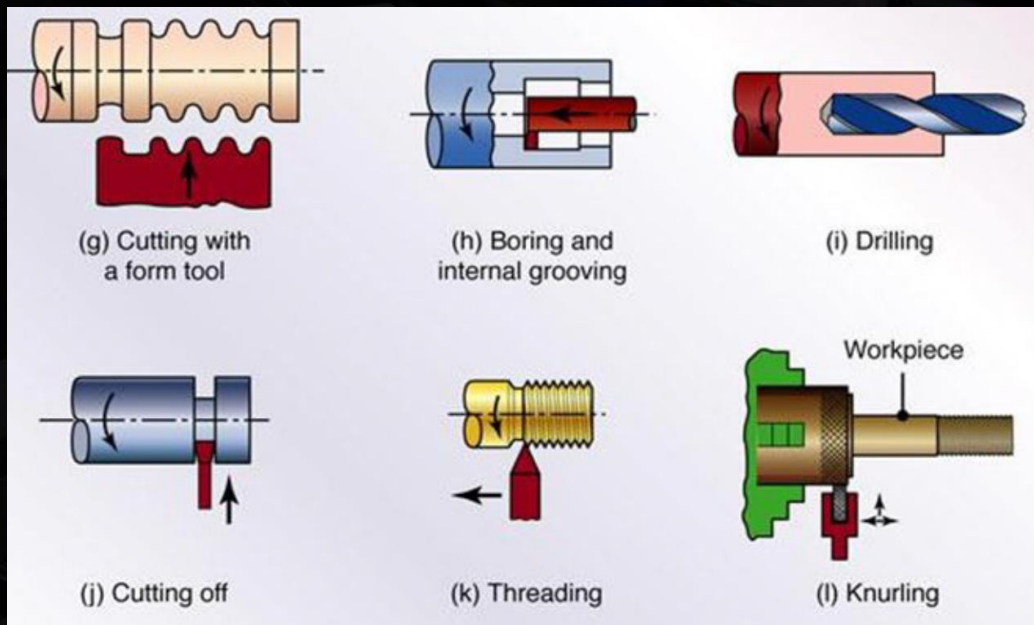 (g) Cutting with
a form tool
(h) Boring and
internal grooving
(i) Drilling
Workpiece
(j) Cutting off
(k) Threading
(l) Knurling